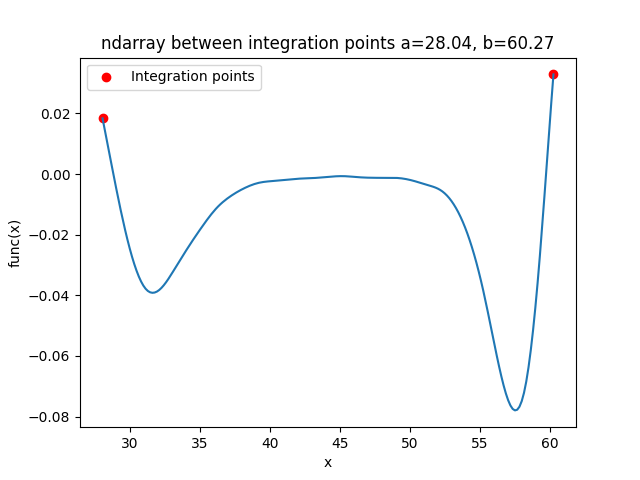 ndarray between integration points a=28.04, b=60.27
Integration points
0.02
0.00
−0.02
−0.04
−0.06
−0.08
func(x)
30 35 40 45 50 55 60
x